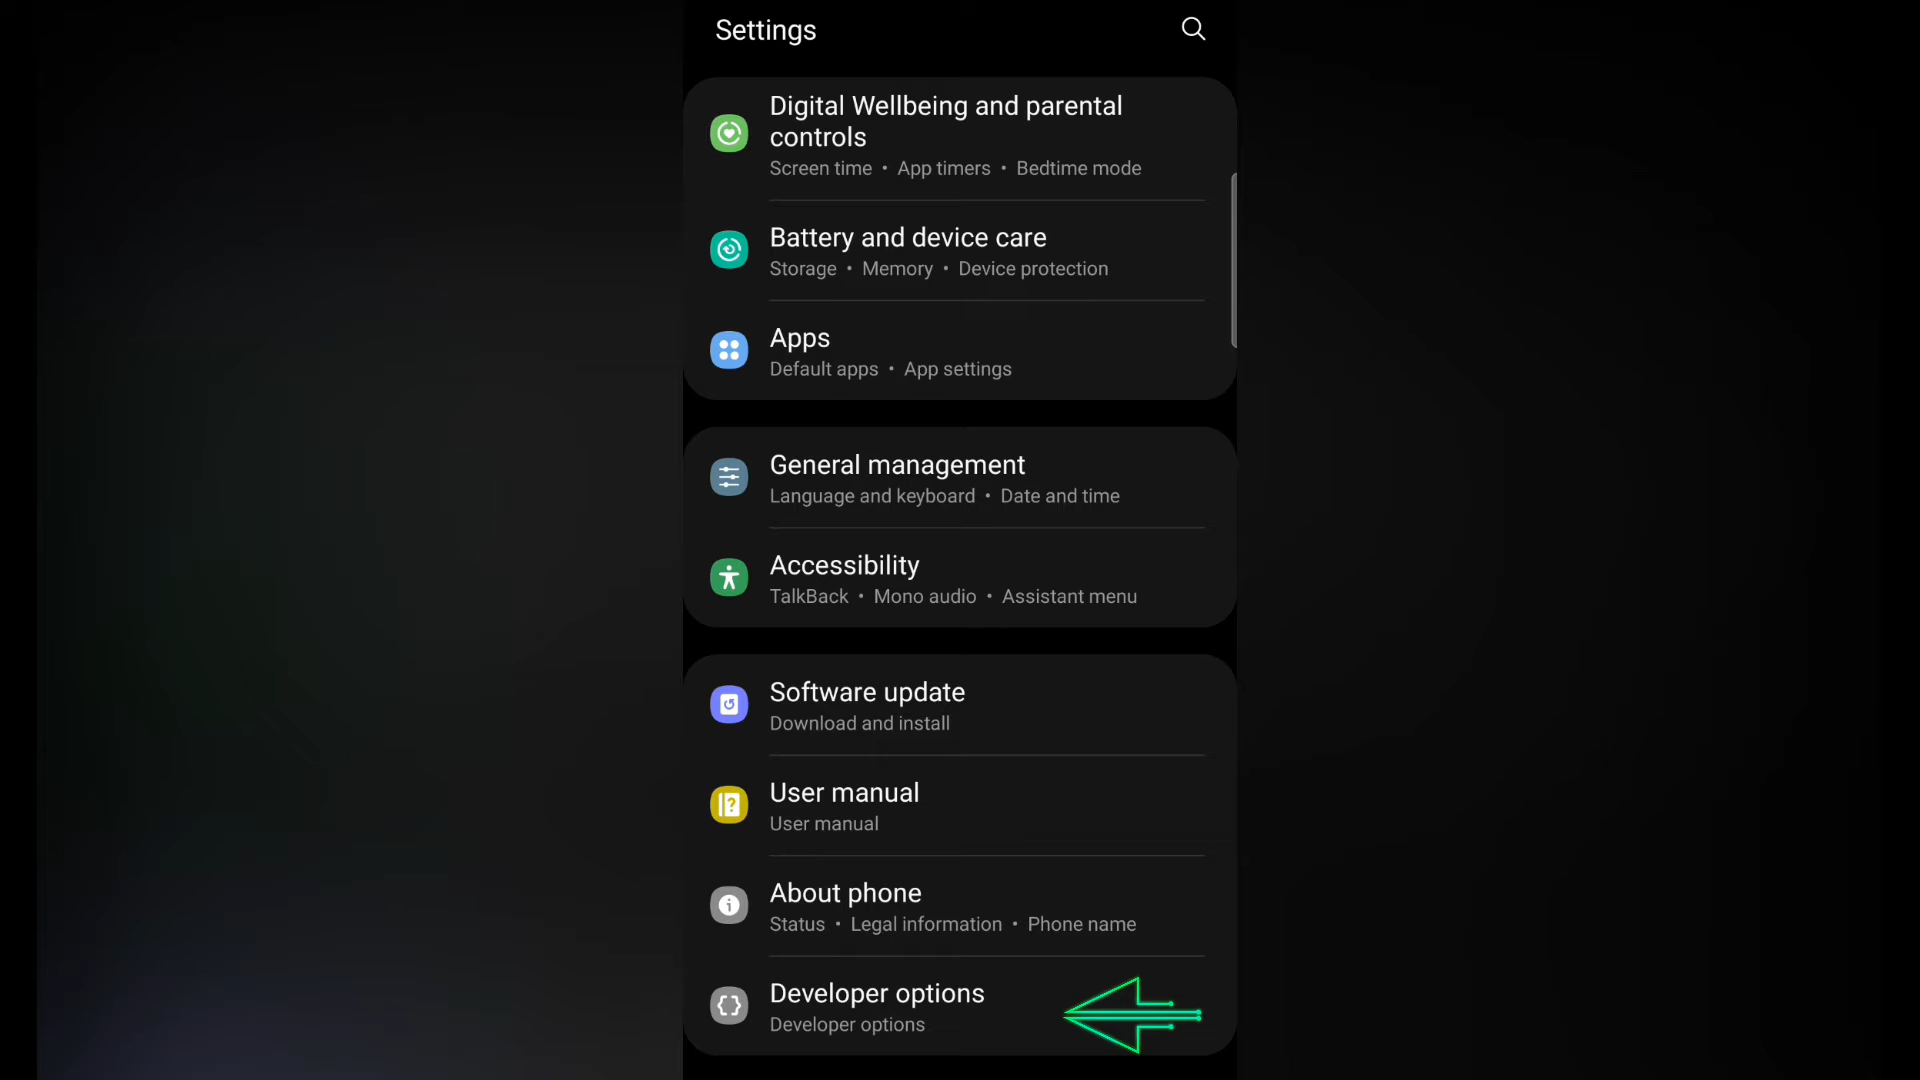 Settings
Digital Wellbeing and parental
controls
Screen time • App timers • Bedtime mode
Battery and device care
Storage • Memory • Device protection
Apps
Default apps • App settings
General management
Language and keyboard • Date and time
Accessibility
TalkBack • Mono audio • Assistant menu
Software update
Download and install
User manual
User manual
About phone
Status • Legal information • Phone name
Developer options
Developer options